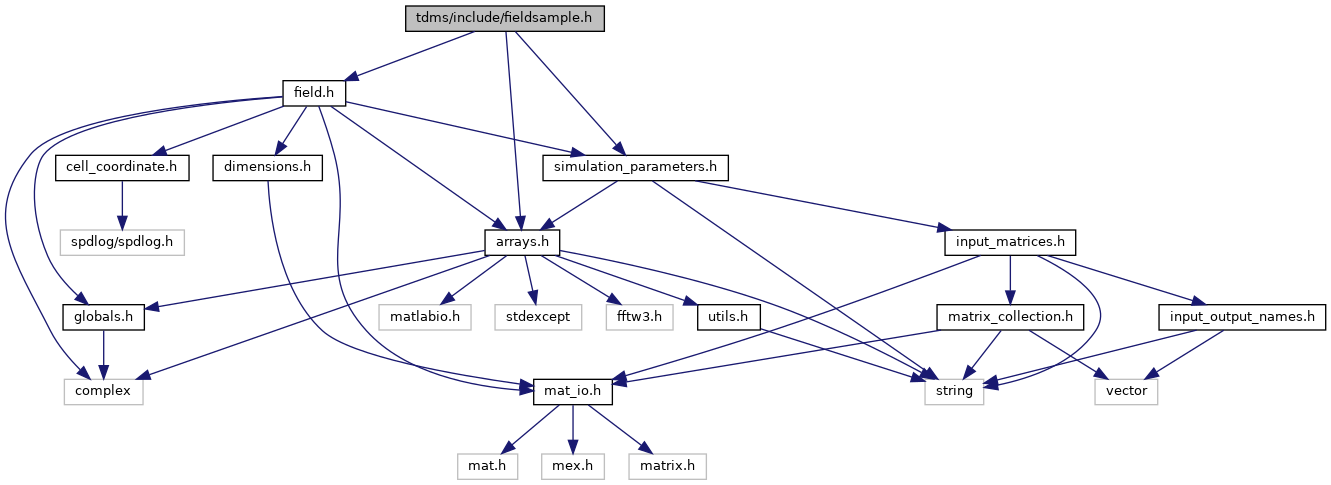 tdms/include/fieldsample.h
field.h
cell_coordinate.h
dimensions.h
simulation_parameters.h
spdlog/spdlog.h
arrays.h
input_matrices.h
globals.h
matlabio.h
stdexcept
fftw3.h
utils.h
matrix_collection.h
input_output_names.h
complex
mat_io.h
string
vector
mat.h
mex.h
matrix.h